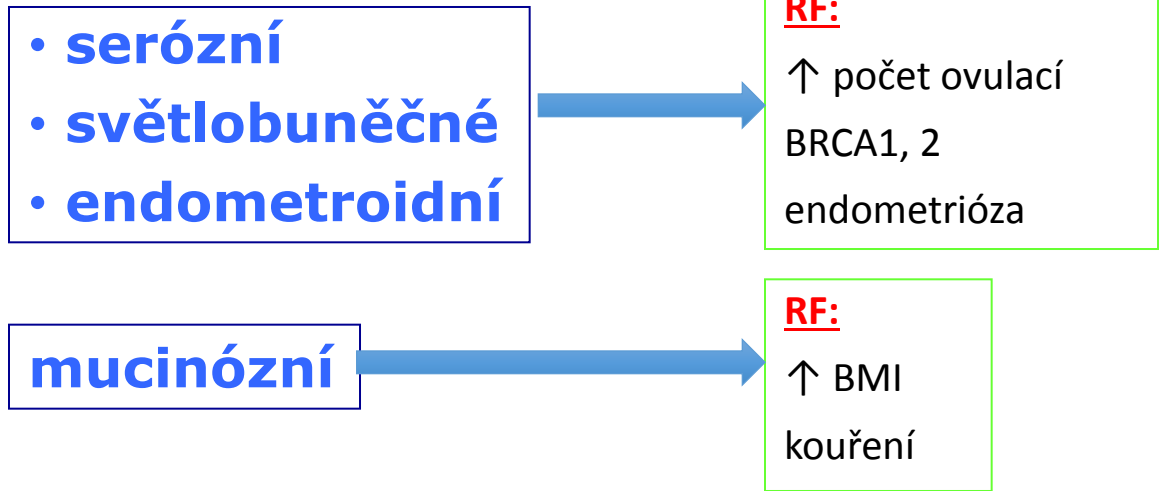 • serózní
• světlobuněčné
• endometroidní
RF:
↑ počet ovulací
BRCA1, 2
endometrióza
mucinózní
RF:
↑ BMI
kouření